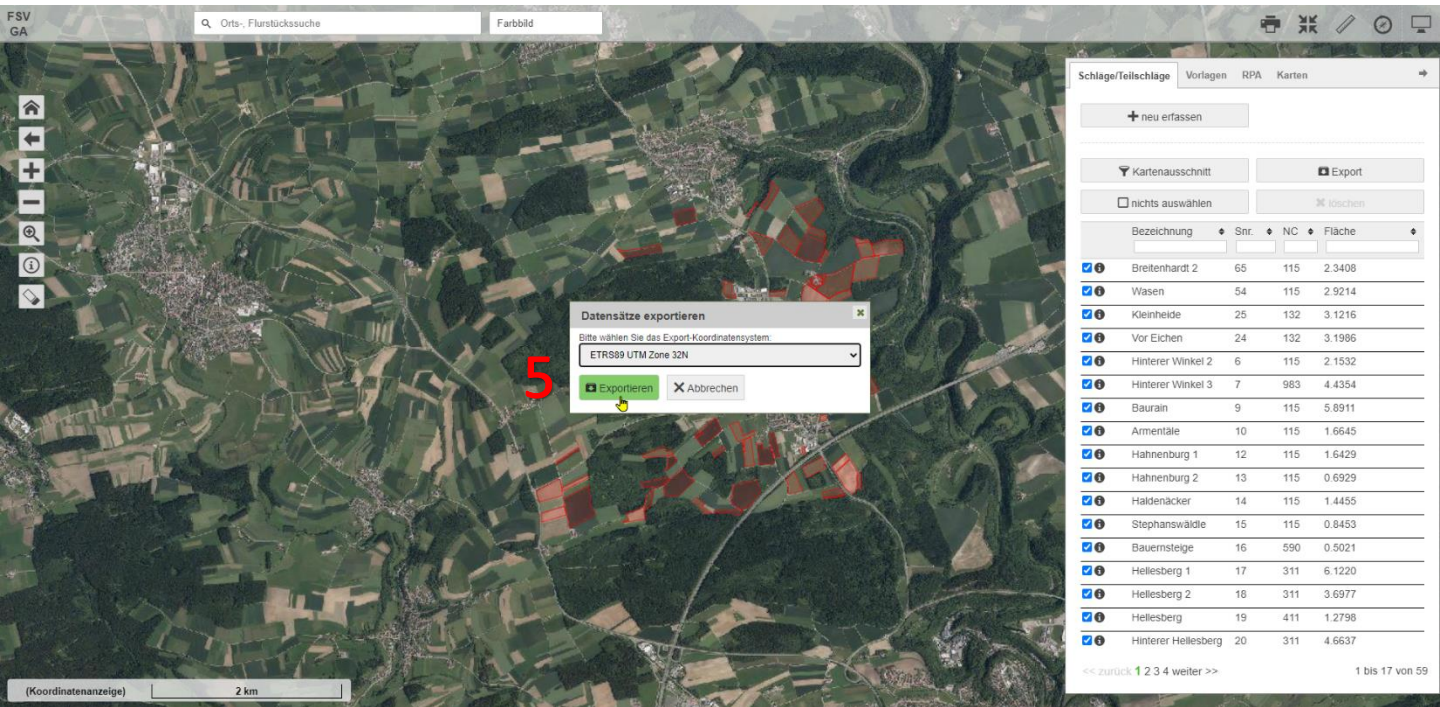 FSV
GA
Orts-, Flurstückssuche
Farbbild
Schläge/Teilschläge Vorlagen RPA Karten
neu erfassen
Kartenausschnitt Export
nichts auswählen löschen
Bezeichnung Snr. NC Fläche
Breitenhardt 2 65 115 2.3408
Wasen 54 115 2.9214
Kleinheide 25 132 3.1216
Vor Eichen 24 132 3.1986
Hinterer Winkel 2 6 115 2.1532
Hinterer Winkel 3 7 983 4.4354
Baurain 9 115 5.8911
Armentäle 10 115 1.6645
Hahnenburg 1 12 115 1.6429
Hahnenburg 2 13 115 0.6929
Haldenäcker 14 115 1.4455
Stephanswäldle 15 115 0.8453
Bauernsteige 16 590 0.5021
Hellesberg 1 17 311 6.1220
Hellesberg 2 18 311 3.6977
Hellesberg 19 411 1.2798
Hinterer Hellesberg 20 311 4.6637
<< zurück 1 2 3 4 weiter >> 1 bis 17 von 59
Datensätze exportieren
Bitte wählen Sie das Export-Koordinatensystem:
ETRS89 UTM Zone 32N
5
Exportieren Abbrechen
(Koordinatenanzeige) 2 km